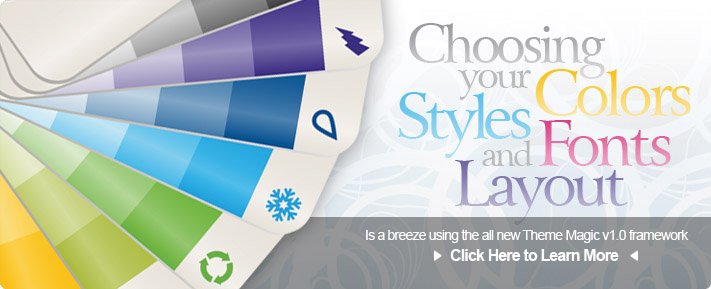 Choosing
your Colors
Styles
and Fonts
Layout
Is a breeze using the all new Theme Magic v1.0 framework
Click Here to Learn More